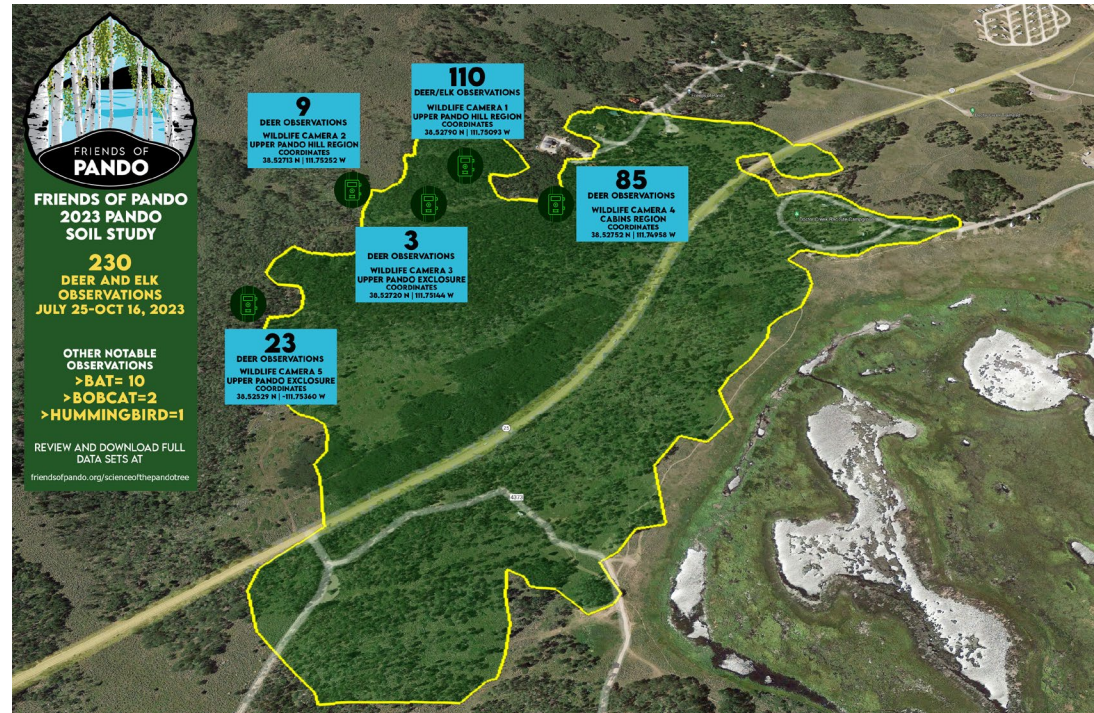 FRIENDS OF
PANDO
FRIENDS OF PANDO
2023 PANDO
SOIL STUDY
230
DEER AND ELK
OBSERVATIONS
JULY 25-OCT 16, 2023
OTHER NOTABLE
OBSERVATIONS
>BAT= 10
>BOBCAT=2
>HUMMINGBIRD=1
REVIEW AND DOWNLOAD FULL
DATA SETS AT
friendsofpando.org/scienceofthepandotree
9
DEER OBSERVATIONS
WILDLIFE CAMERA 2
UPPER PANDO HILL REGION
COORDINATES
38.52713 N | 111.75252 W
110
DEER/ELK OBSERVATIONS
WILDLIFE CAMERA 1
UPPER PANDO HILL REGION
COORDINATES
38.52790 N | 111.75093 W
3
DEER OBSERVATIONS
WILDLIFE CAMERA 3
UPPER PANDO EXCLOSURE
COORDINATES
38.52720 N | 111.75144 W
85
DEER OBSERVATIONS
WILDLIFE CAMERA 4
CABINS REGION
COORDINATES
38.52752 N | 111.74958 W
23
DEER OBSERVATIONS
WILDLIFE CAMERA 5
UPPER PANDO EXCLOSURE
COORDINATES
38.52529 N | -111.75360 W
25
4373